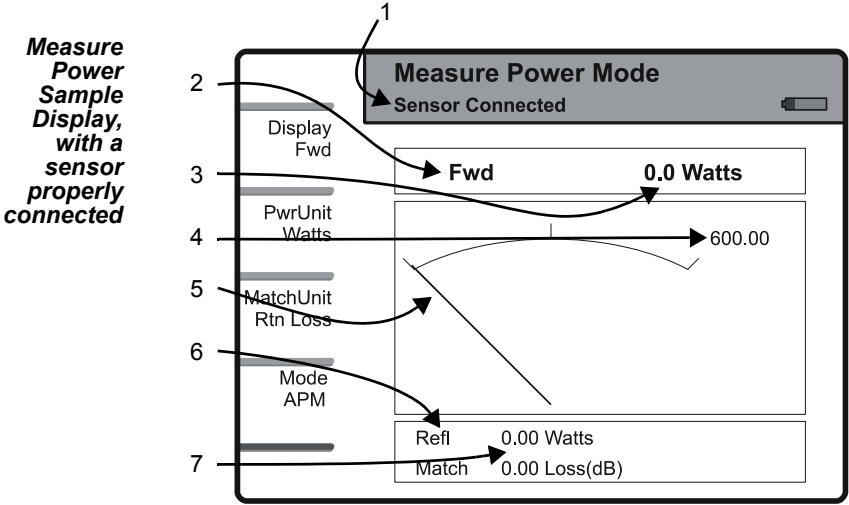 Measure
Power
Sample
Display,
with a
sensor
properly
connected
1
2
3
4
5
6
7
Measure Power Mode
Sensor Connected
Display
Fwd
PwrUnit
Watts
MatchUnit
Rtn Loss
Mode
APM
Fwd 0.0 Watts
600.00
Refl 0.00 Watts
Match 0.00 Loss(dB)